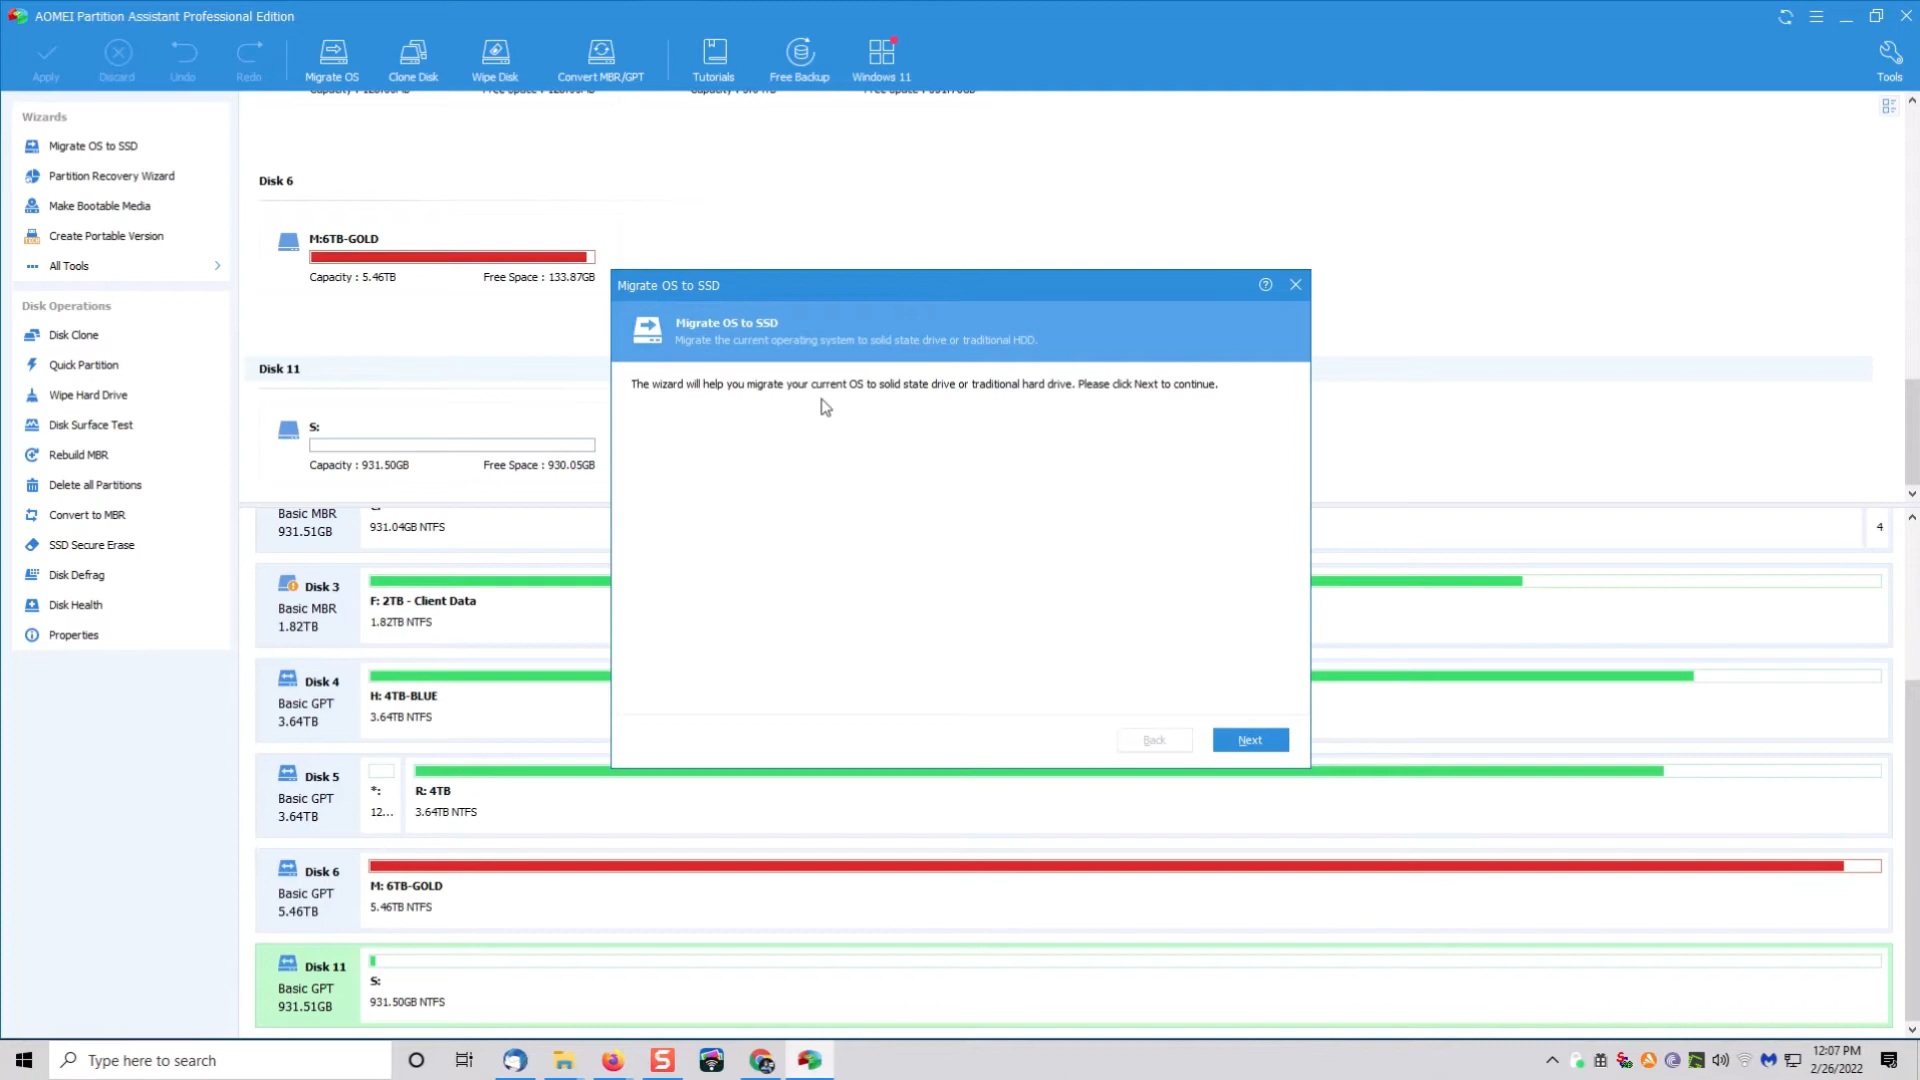 AOMEI Partition Assistant Professional Edition
Apply
Discard
Undo
Redo
Migrate OS
Clone Disk
Wipe Disk
Convert MBR/GPT
Tutorials
Free Backup
Windows 11
Tools
Wizards
Migrate OS to SSD
Partition Recovery Wizard
Make Bootable Media
Create Portable Version
All Tools
Disk Operations
Disk Clone
Quick Partition
Wipe Hard Drive
Disk Surface Test
Rebuild MBR
Delete all Partitions
Convert to MBR
SSD Secure Erase
Disk Defrag
Disk Health
Properties
Disk 6
M:6TB-GOLD
Capacity : 5.46TB Free Space : 133.87GB
Disk 11
S:
Capacity : 931.50GB Free Space : 930.05GB
Migrate OS to SSD
Migrate OS to SSD
Migrate the current operating system to solid state drive or traditional HDD.
The wizard will help you migrate your current OS to solid state drive or traditional hard drive. Please click Next to continue.
Back
Next
Basic MBR
931.51GB
931.04GB NTFS
4
Disk 3
Basic MBR
1.82TB
F: 2TB - Client Data
1.82TB NTFS
Disk 4
Basic GPT
3.64TB
H: 4TB-BLUE
3.64TB NTFS
Disk 5
Basic GPT
3.64TB
*:
12...
R: 4TB
3.64TB NTFS
Disk 6
Basic GPT
5.46TB
M: 6TB-GOLD
5.46TB NTFS
Disk 11
Basic GPT
931.51GB
S:
931.50GB NTFS
Type here to search
12:07 PM
2/26/2022